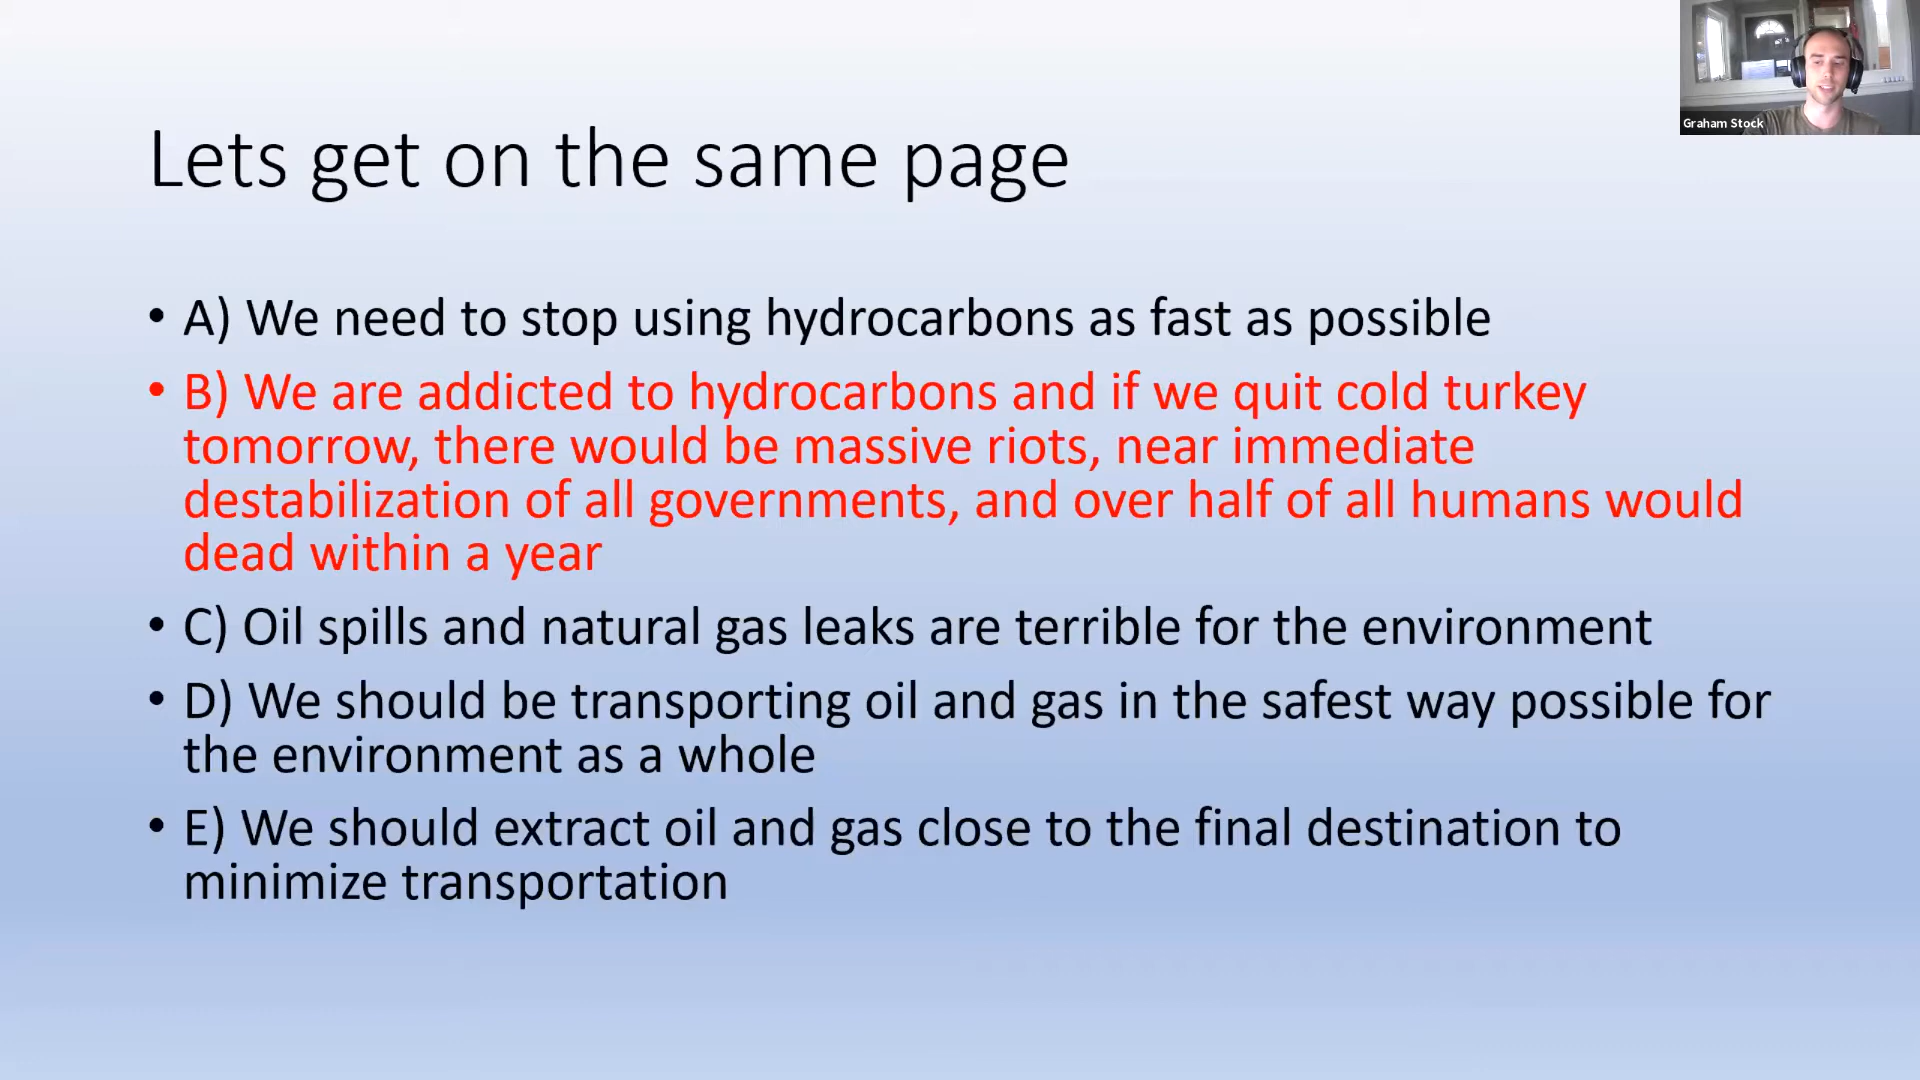 Graham Stock
Lets get on the same page
• A) We need to stop using hydrocarbons as fast as possible
• B) We are addicted to hydrocarbons and if we quit cold turkey
tomorrow, there would be massive riots, near immediate
destabilization of all governments, and over half of all humans would
dead within a year
• C) Oil spills and natural gas leaks are terrible for the environment
• D) We should be transporting oil and gas in the safest way possible for
the environment as a whole
• E) We should extract oil and gas close to the final destination to
minimize transportation